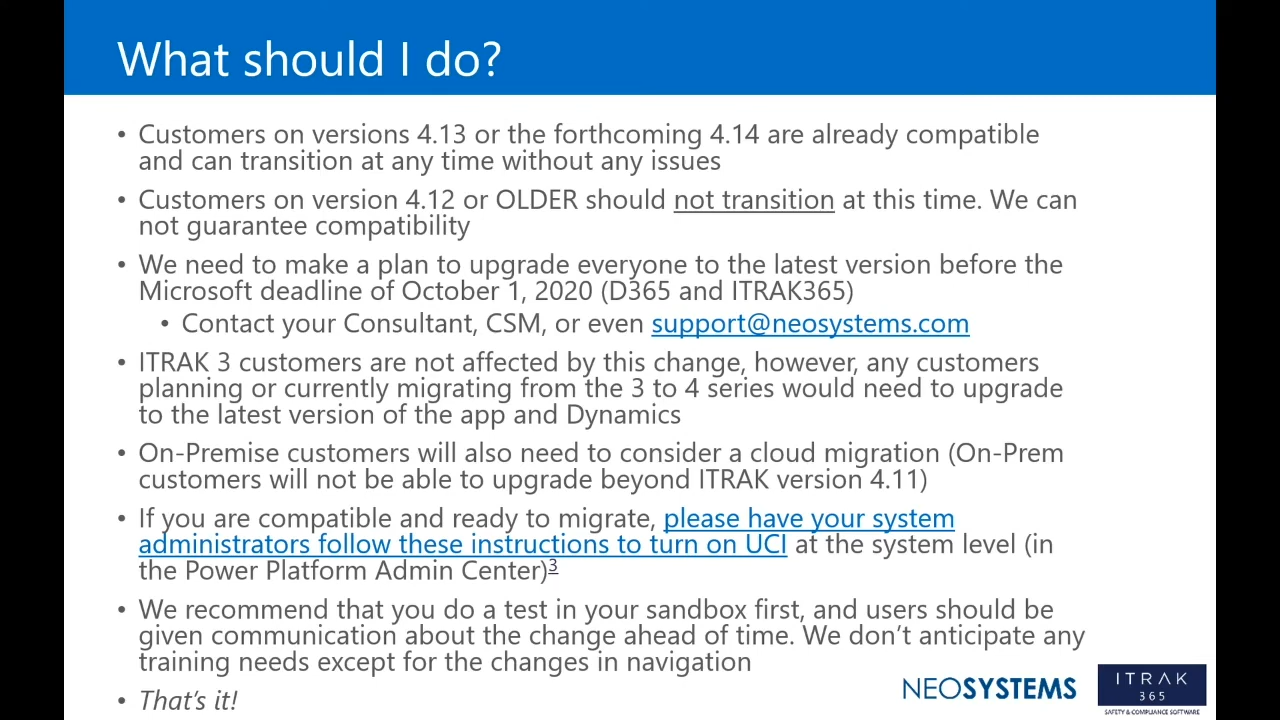 What should I do?
• Customers on versions 4.13 or the forthcoming 4.14 are already compatible
and can transition at any time without any issues
• Customers on version 4.12 or OLDER should not transition at this time. We can
not guarantee compatibility
• We need to make a plan to upgrade everyone to the latest version before the
Microsoft deadline of October 1, 2020 (D365 and ITRAK365)
• Contact your Consultant, CSM, or even support@neosystems.com
• ITRAK 3 customers are not affected by this change, however, any customers
planning or currently migrating from the 3 to 4 series would need to upgrade
to the latest version of the app and Dynamics
• On-Premise customers will also need to consider a cloud migration (On-Prem
customers will not be able to upgrade beyond ITRAK version 4.11)
• If you are compatible and ready to migrate, please have your system
administrators follow these instructions to turn on UCI at the system level (in
the Power Platform Admin Center)3
• We recommend that you do a test in your sandbox first, and users should be
given communication about the change ahead of time. We don't anticipate any
training needs except for the changes in navigation
• That's it!
NEOSYSTEMS
ITRAK
365
SAFETY & COMPLIANCE SOFTWARE